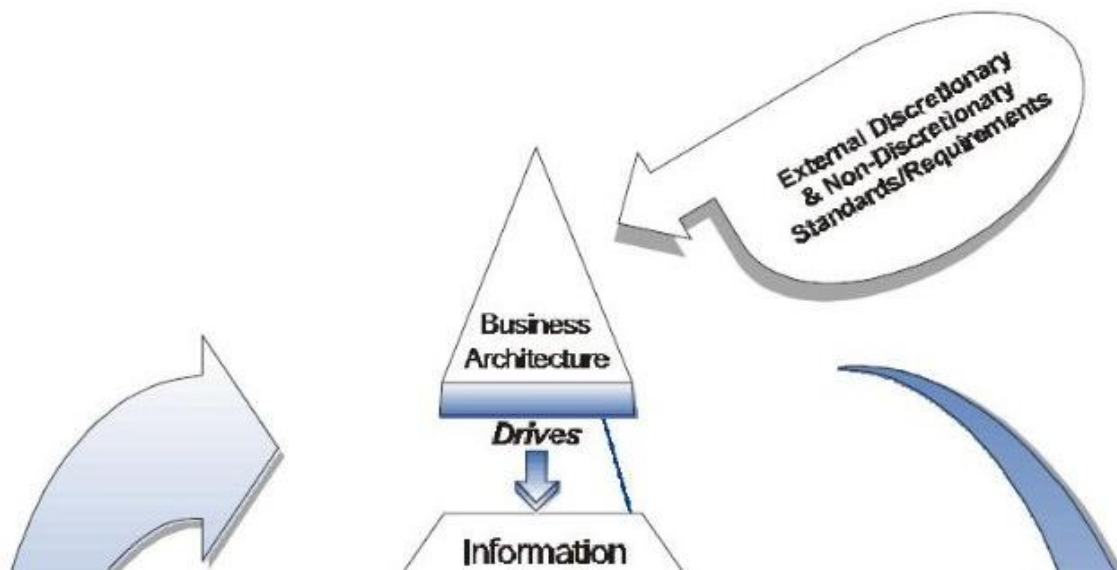 External Discretionary
& Non-Discretionary
Standards/Requirements
Business
Architecture
Drives
Information